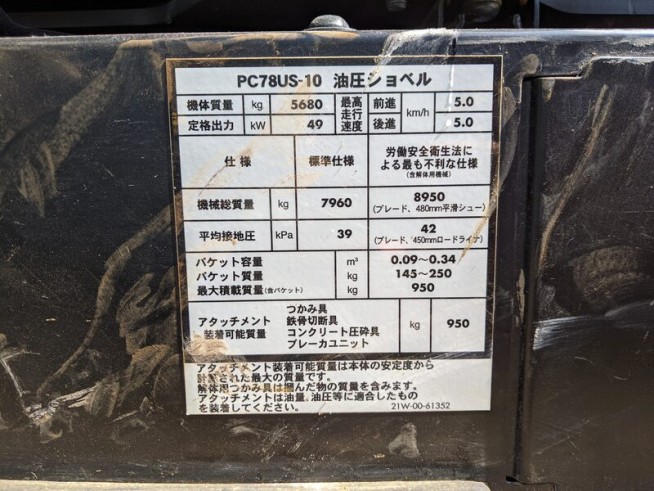 PC78US-10 油圧ショベル
機体質量 kg 5680 最高走行速度 前進 km/h 5.0
定格出力 kW 49 後進 5.0
仕様 標準仕様 労働安全衛生法に
よる最も不利な仕様
(含解体用機械)
機械総質量 kg 7960 8950
(ブレード、480mm平滑シュー)
平均接地圧 kPa 39 42
(ブレード、450mmロードライナ)
バケット容量 m³ 0.09～0.34
バケット質量 kg 145～250
最大積載質量(含バケット) kg 950
アタッチメント装着可能質量 つかみ具 kg 950
鉄骨切断具
コンクリート圧砕具
ブレーカユニット
アタッチメント装着可能質量は本体の安定度から
計算された最大の質量です。
解体用つかみ具は掴んだ物の質量を含みます。
アタッチメントは油量、油圧等に適合したもの
を装着してください。 21W-00-61352